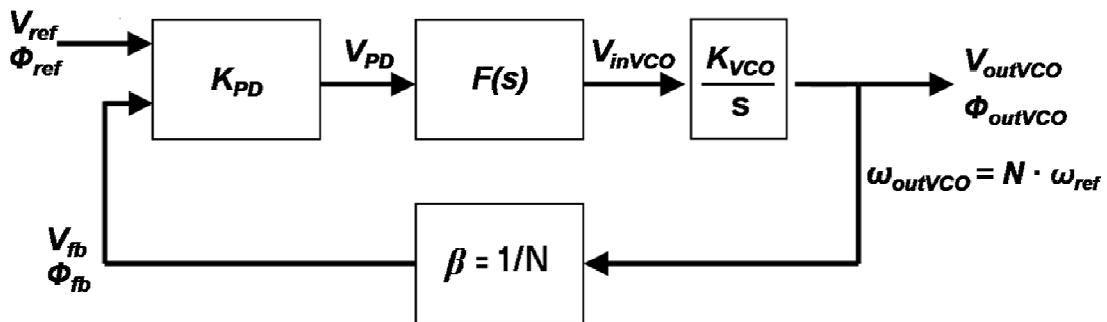 V_ref
Φ_ref
K_PD
V_PD
F(s)
V_inVCO
K_VCO
s
V_outVCO
Φ_outVCO
ω_outVCO = N · ω_ref
V_fb
Φ_fb
β = 1/N